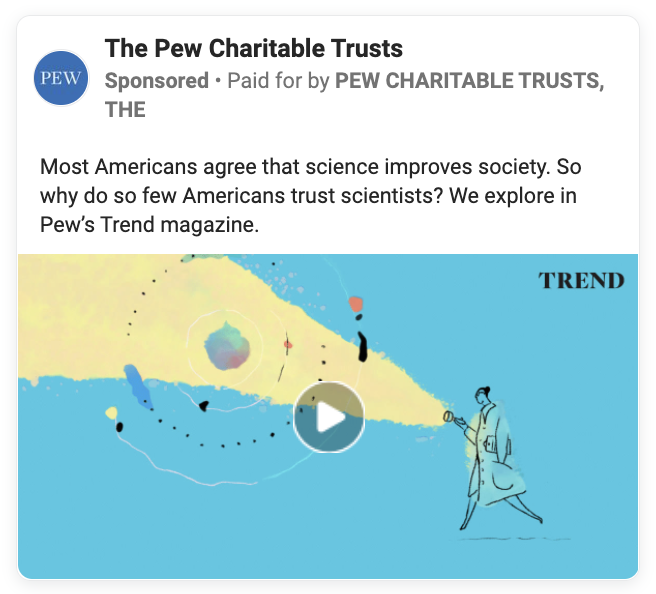 The Pew Charitable Trusts
PEW
Sponsored • Paid for by PEW CHARITABLE TRUSTS,
THE
Most Americans agree that science improves society. So
why do so few Americans trust scientists? We explore in
Pew’s Trend magazine.
TREND